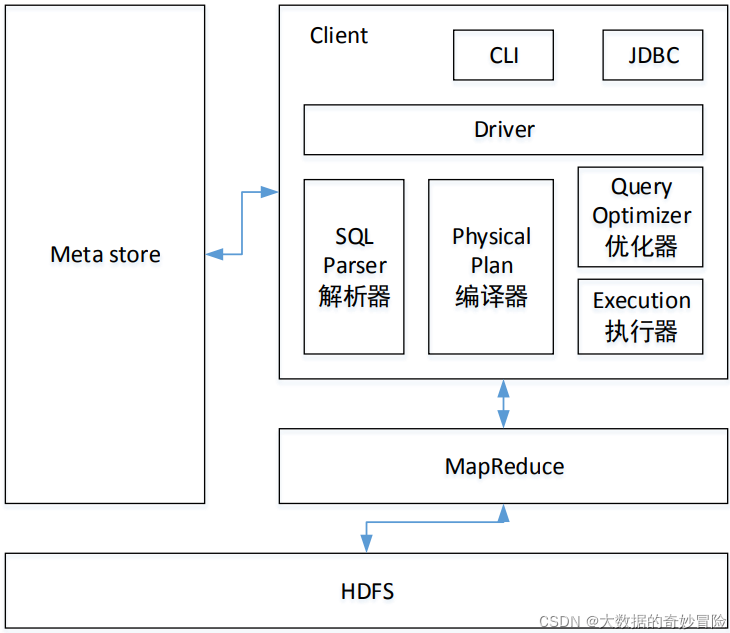 Client
CLI
JDBC
Driver
Meta store
SQL
Parser
解析器
Physical
Plan
编译器
Query
Optimizer
优化器
Execution
执行器
MapReduce
HDFS
CSDN @大数据的奇妙冒险